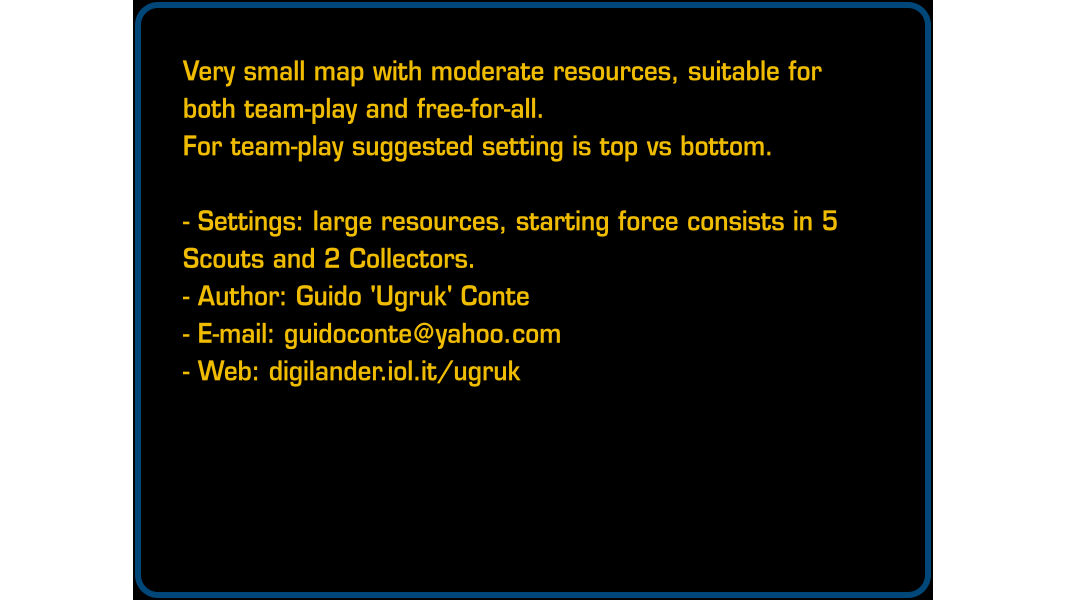 Very small map with moderate resources, suitable for
both team-play and free-for-all.
For team-play suggested setting is top vs bottom.
- Settings: large resources, starting force consists in 5
Scouts and 2 Collectors.
- Author: Guido 'Ugruk' Conte
- E-mail: guidoconte@yahoo.com
- Web: digilander.iol.it/ugruk